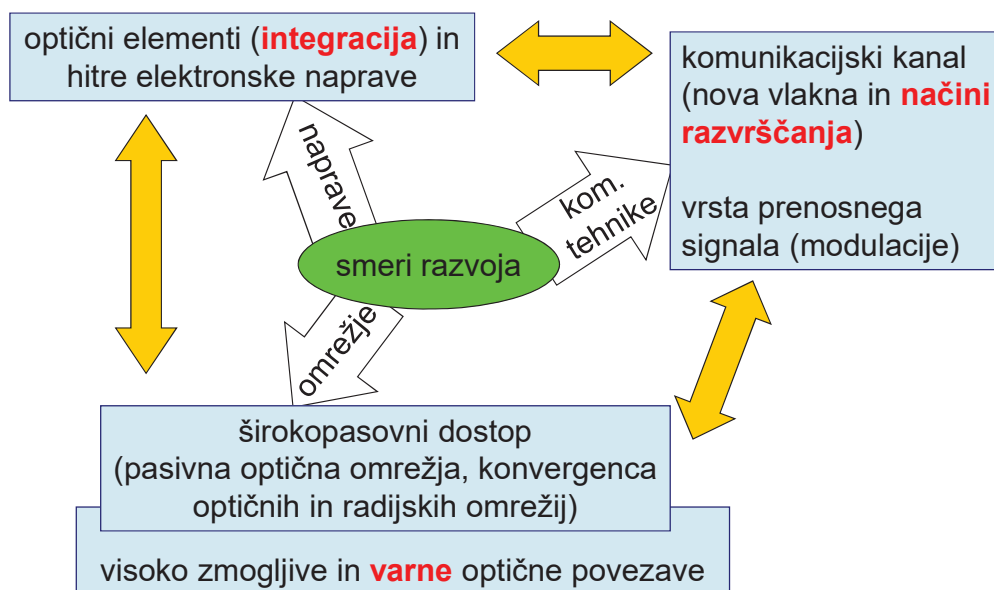 optični elementi (integracija) in
hitre elektronske naprave
komunikacijski kanal
(nova vlakna in načini
razvrščanja)
vrsta prenosnega
signala (modulacije)
naprave
kom.
tehnike
smeri razvoja
omrežje
širokopasovni dostop
(pasivna optična omrežja, konvergenca
optičnih in radijskih omrežij)
visoko zmogljive in varne optične povezave